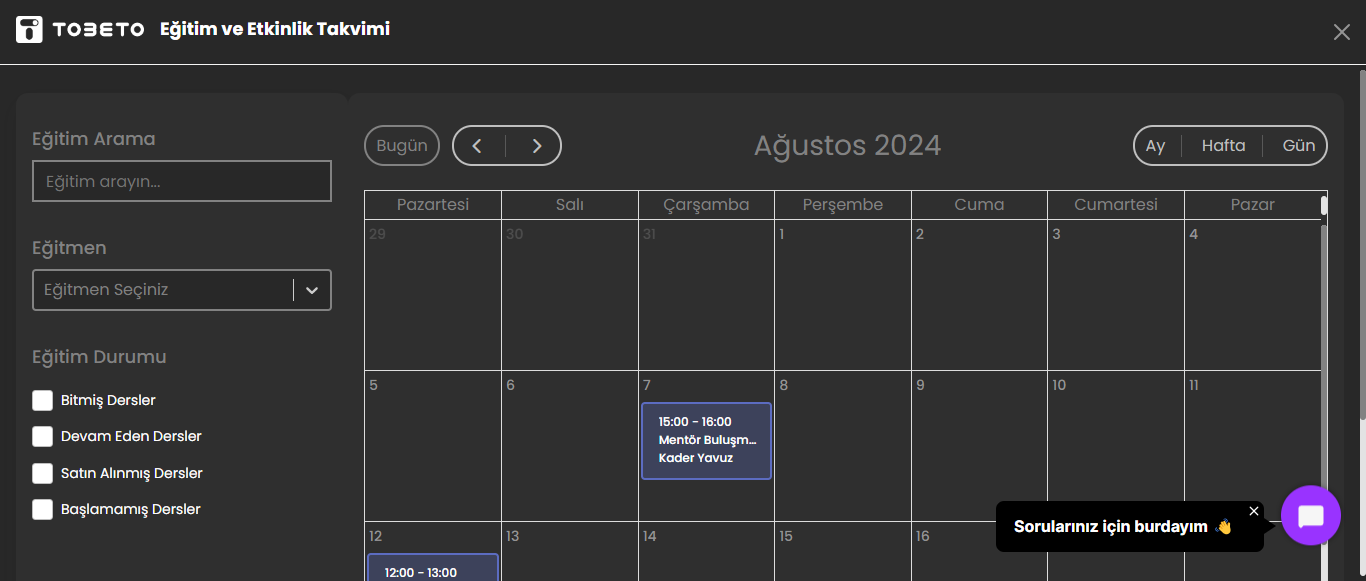 TOBETO Eğitim ve Etkinlik Takvimi
Eğitim Arama
Eğitim arayın...
Eğitmen
Eğitmen Seçiniz
Eğitim Durumu
Bitmiş Dersler
Devam Eden Dersler
Satın Alınmış Dersler
Başlamamış Dersler
Bugün Ağustos 2024 Ay Hafta Gün
Pazartesi Salı Çarşamba Perşembe Cuma Cumartesi Pazar
29 30 31 1 2 3 4
5 6 7 8 9 10 11
15:00 - 16:00
Mentör Buluşm...
Kader Yavuz
12 13 14 15 16
12:00 - 13:00
Sorularınız için burdayım 👋